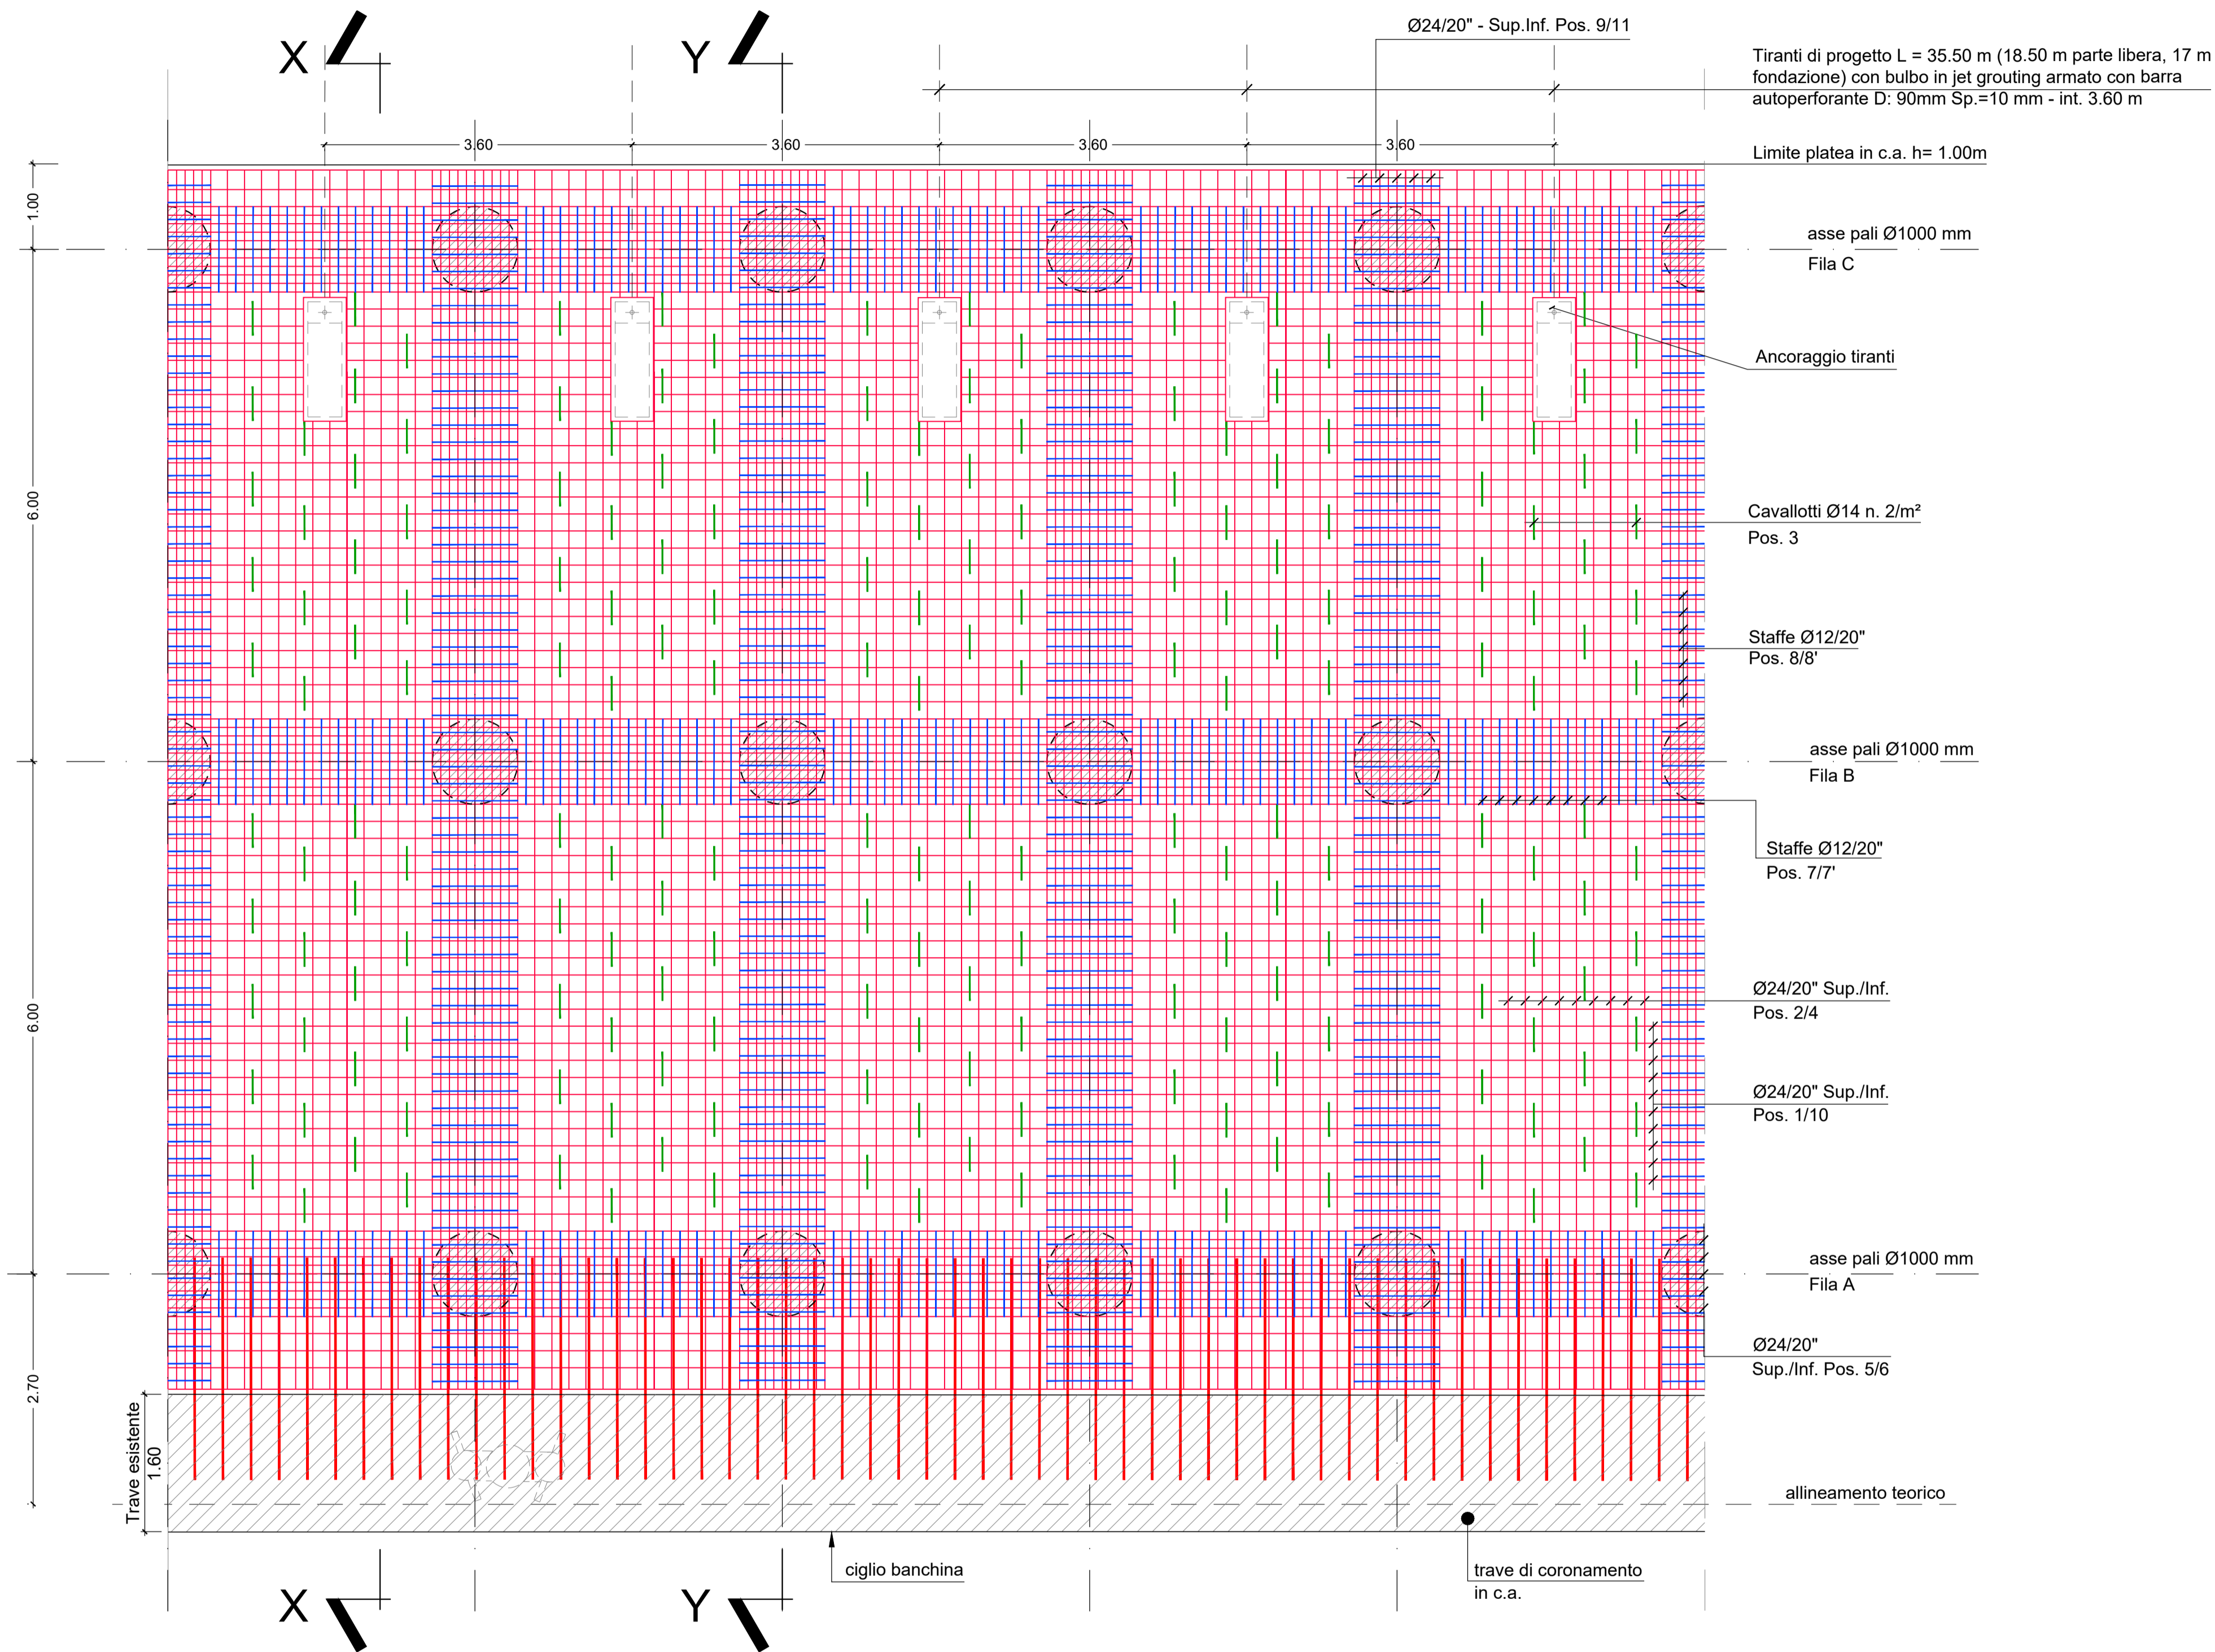 Ø24/20" - Sup.Inf. Pos. 9/11
X
Y
Tiranti di progetto L = 35.50 m (18.50 m parte libera, 17 m
fondazione) con bulbo in jet grouting armato con barra
autoperforante D: 90mm Sp.=10 mm - int. 3.60 m
3.60
3.60
3.60
3.60
Limite platea in c.a. h= 1.00m
1.00
asse pali Ø1000 mm
Fila C
Ancoraggio tiranti
6.00
Cavallotti Ø14 n. 2/m²
Pos. 3
Staffe Ø12/20"
Pos. 8/8'
asse pali Ø1000 mm
Fila B
Staffe Ø12/20"
Pos. 7/7'
6.00
Ø24/20" Sup./Inf.
Pos. 2/4
Ø24/20" Sup./Inf.
Pos. 1/10
asse pali Ø1000 mm
Fila A
Ø24/20"
Sup./Inf. Pos. 5/6
2.70
Trave esistente
1.60
allineamento teorico
ciglio banchina
trave di coronamento
in c.a.
X
Y